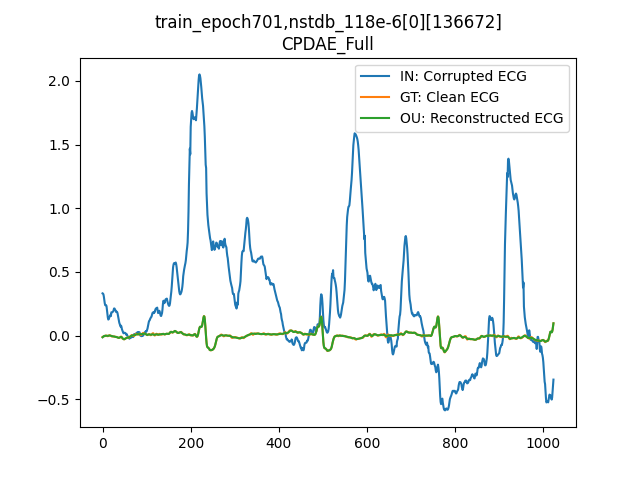 train_epoch701,nstdb_118e-6[0][136672]
CPDAE_Full
IN: Corrupted ECG
GT: Clean ECG
OU: Reconstructed ECG
2.0
1.5
1.0
0.5
0.0
−0.5
0 200 400 600 800 1000